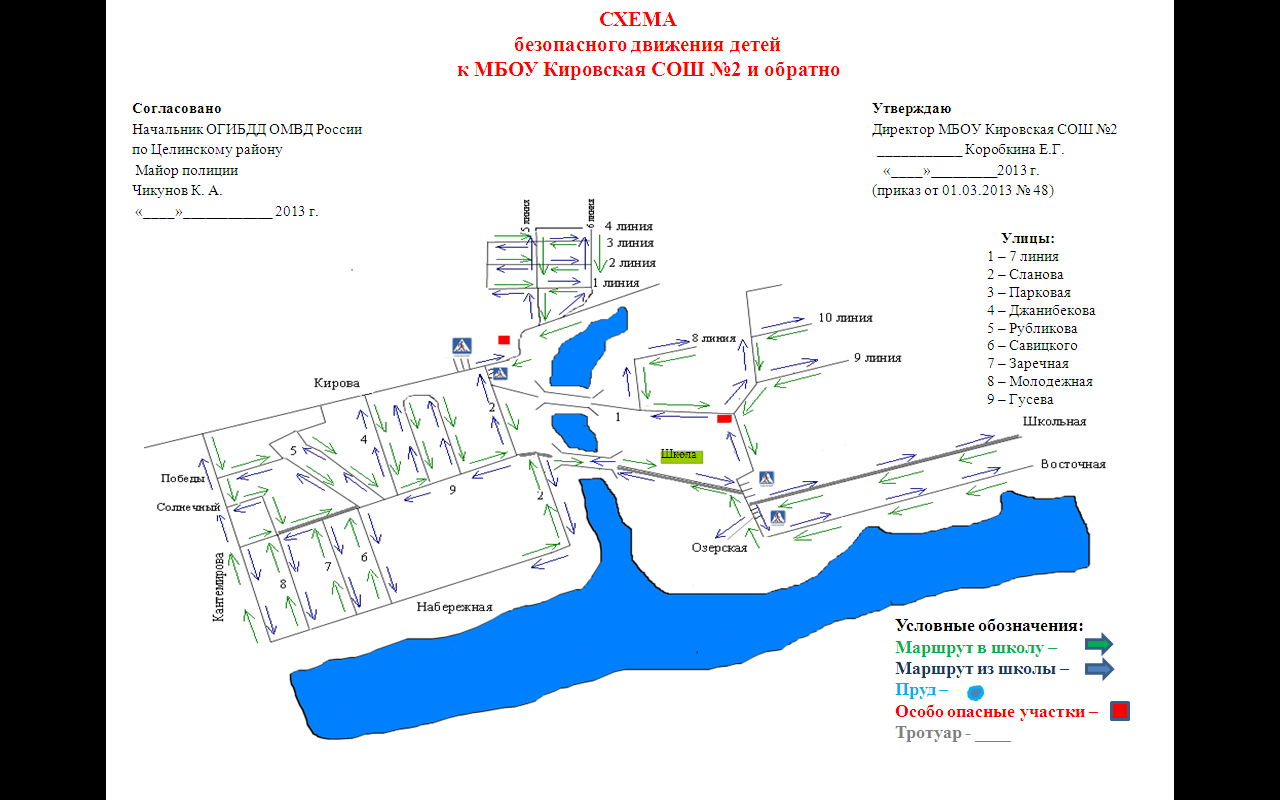 СХЕМА
безопасного движения детей
к МБОУ Кировская СОШ №2 и обратно
Согласовано
Начальник ОГИБДД ОМВД России
по Целинскому району
Майор полиции
Чикунов К. А.
«____»____________ 2013 г.
Утверждаю
Директор МБОУ Кировская СОШ №2
___________ Коробкина Е.Г.
«____»_________2013 г.
(приказ от 01.03.2013 № 48)
Улицы:
1 – 7 линия
2 – Сланова
3 – Парковая
4 – Джанибекова
5 – Рубликова
6 – Савицкого
7 – Заречная
8 – Молодежная
9 – Гусева
5 линия
6 линия
4 линия
3 линия
2 линия
1 линия
10 линия
8 линия
9 линия
Кирова
2
1
4
5
Школа
Школьная
Восточная
Победы
Солнечный
9
2
Озерская
Кантемирова
8
7
6
Набережная
Условные обозначения:
Маршрут в школу –
Маршрут из школы –
Пруд –
Особо опасные участки –
Тротуар - ____